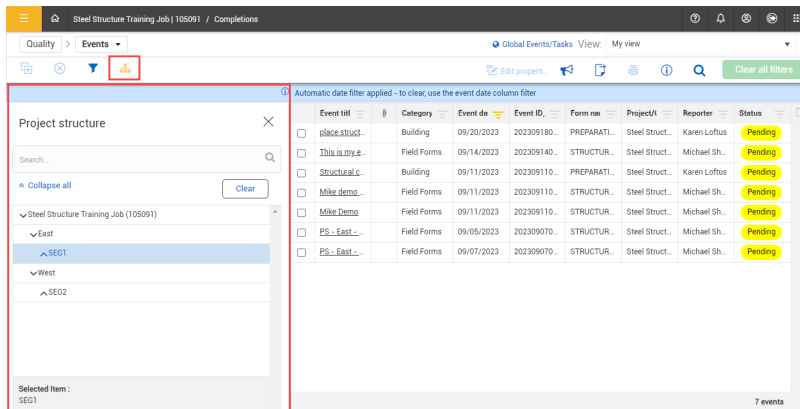 Steel Structure Training Job | 105091 / Completions
Quality > Events
Global Events/Tasks View: My view
Edit properti...
Clear all filters
Automatic date filter applied - to clear, use the event date column filter
Project structure
Search...
Collapse all
Clear
Steel Structure Training Job (105091)
East
SEG1
West
SEG2
Selected Item :
SEG1
Event titl Category Event da Event ID, Form nar Project/( Reporter Status
place struct... Building 09/20/2023 202309180... PREPARATI... Steel Struct... Karen Loftus Pending
This is my e... Field Forms 09/14/2023 202309140... STRUCTUR... Steel Struct... Michael Sh... Pending
Structural c... Building 09/11/2023 202309110... PREPARATI... Steel Struct... Karen Loftus Pending
Mike demo ... Field Forms 09/11/2023 202309110... STRUCTUR... Steel Struct... Michael Sh... Pending
Mike Demo Field Forms 09/11/2023 202309110... STRUCTUR... Steel Struct... Michael Sh... Pending
PS - East - ... Field Forms 09/05/2023 202309070... STRUCTUR... Steel Struct... Michael Sh... Pending
PS - East - ... Field Forms 09/07/2023 202309070... STRUCTUR... Steel Struct... Michael Sh... Pending
7 events